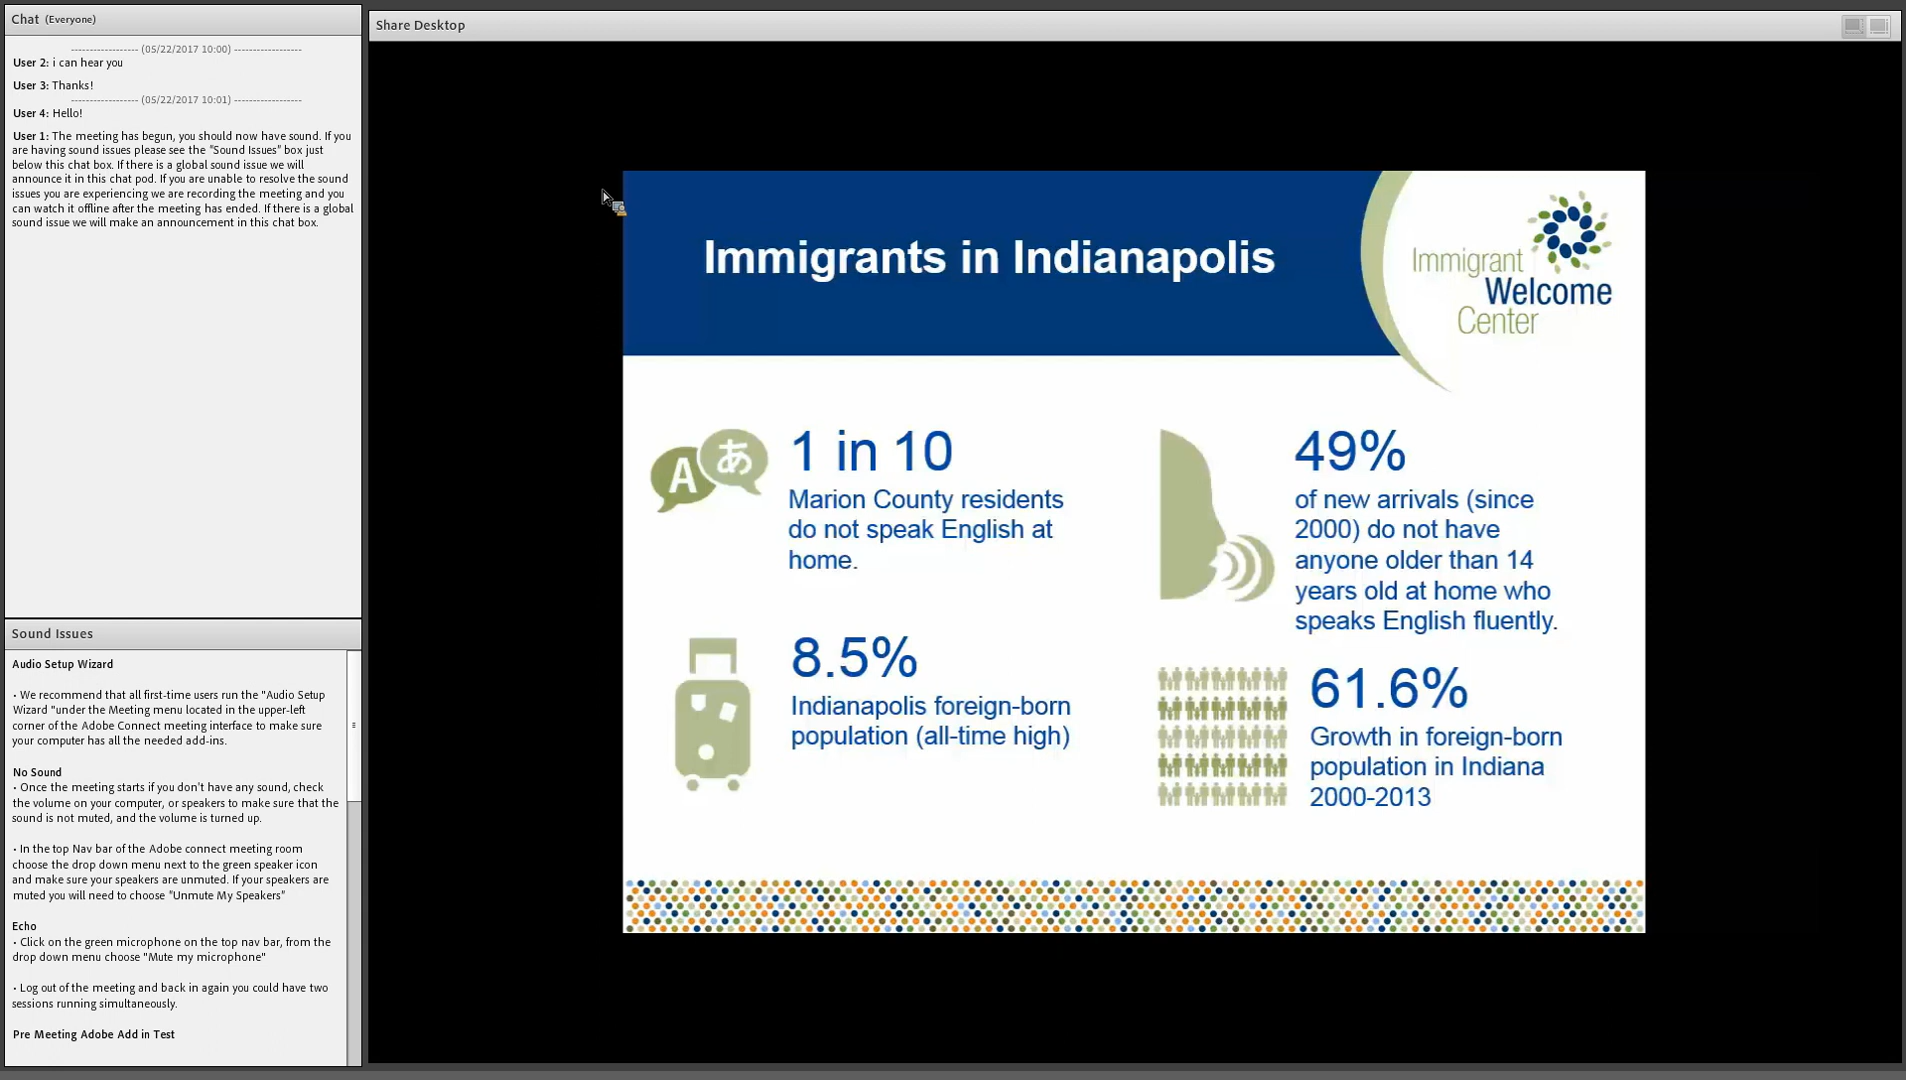 Chat (Everyone)
------------------ (05/22/2017 10:00) ------------------
User 2: i can hear you
User 3: Thanks!
------------------ (05/22/2017 10:01) ------------------
User 4: Hello!
User 1: The meeting has begun, you should now have sound. If you
are having sound issues please see the "Sound Issues" box just
below this chat box. If there is a global sound issue we will
announce it in this chat pod. If you are unable to resolve the sound
issues you are experiencing we are recording the meeting and you
can watch it offline after the meeting has ended. If there is a global
sound issue we will make an announcement in this chat box.
Sound Issues
Audio Setup Wizard
• We recommend that all first-time users run the "Audio Setup
Wizard "under the Meeting menu located in the upper-left
corner of the Adobe Connect meeting interface to make sure
your computer has all the needed add-ins.
No Sound
• Once the meeting starts if you don't have any sound, check
the volume on your computer, or speakers to make sure that the
sound is not muted, and the volume is turned up.
• In the top Nav bar of the Adobe connect meeting room
choose the drop down menu next to the green speaker icon
and make sure your speakers are unmuted. If your speakers are
muted you will need to choose "Unmute My Speakers"
Echo
• Click on the green microphone on the top nav bar, from the
drop down menu choose "Mute my microphone"
• Log out of the meeting and back in again you could have two
sessions running simultaneously.
Pre Meeting Adobe Add in Test
Share Desktop
Immigrants in Indianapolis
Immigrant
Welcome
Center
A あ
1 in 10
Marion County residents
do not speak English at
home.
49%
of new arrivals (since
2000) do not have
anyone older than 14
years old at home who
speaks English fluently.
8.5%
Indianapolis foreign-born
population (all-time high)
61.6%
Growth in foreign-born
population in Indiana
2000-2013